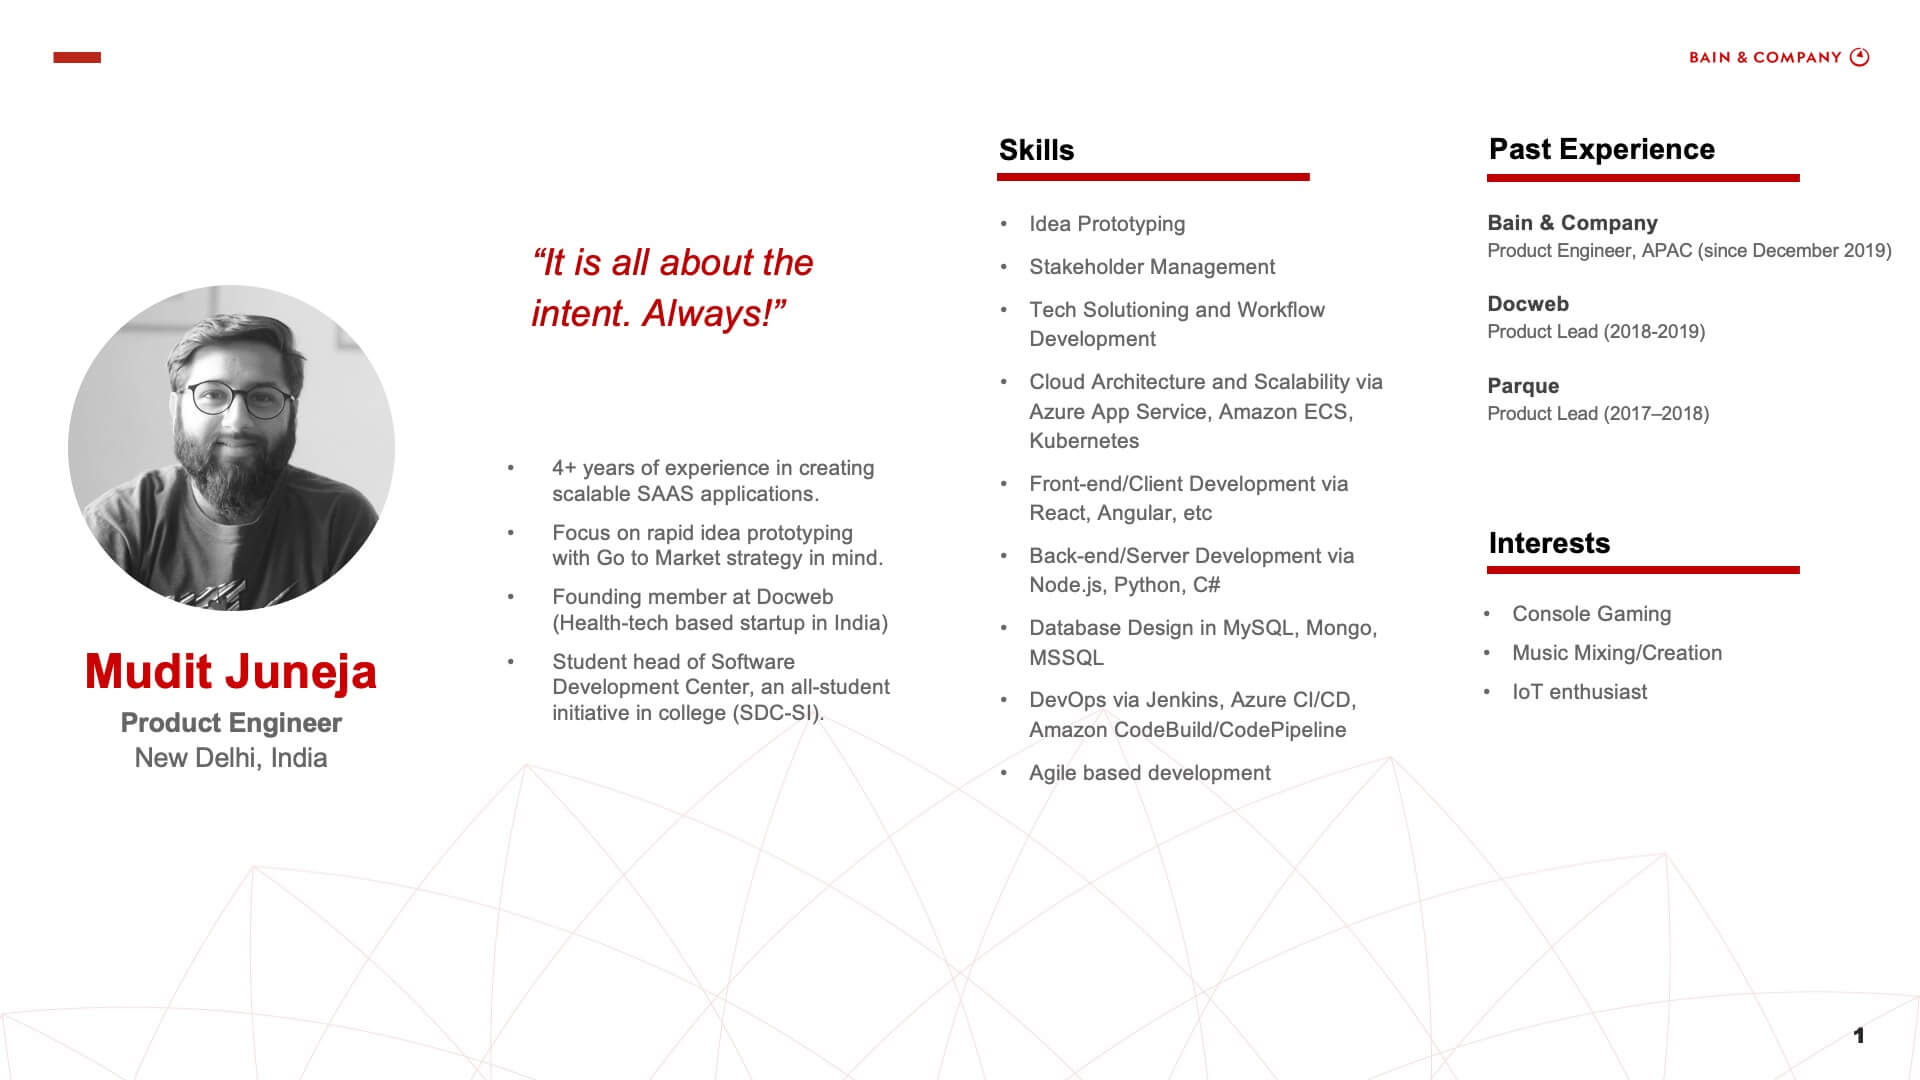 BAIN & COMPANY
Mudit Juneja
Product Engineer
New Delhi, India
“It is all about the
intent. Always!”
• 4+ years of experience in creating
scalable SAAS applications.
• Focus on rapid idea prototyping
with Go to Market strategy in mind.
• Founding member at Docweb
(Health-tech based startup in India)
• Student head of Software
Development Center, an all-student
initiative in college (SDC-SI).
Skills
• Idea Prototyping
• Stakeholder Management
• Tech Solutioning and Workflow
Development
• Cloud Architecture and Scalability via
Azure App Service, Amazon ECS,
Kubernetes
• Front-end/Client Development via
React, Angular, etc
• Back-end/Server Development via
Node.js, Python, C#
• Database Design in MySQL, Mongo,
MSSQL
• DevOps via Jenkins, Azure CI/CD,
Amazon CodeBuild/CodePipeline
• Agile based development
Past Experience
Bain & Company
Product Engineer, APAC (since December 2019)
Docweb
Product Lead (2018-2019)
Parque
Product Lead (2017–2018)
Interests
• Console Gaming
• Music Mixing/Creation
• IoT enthusiast
1